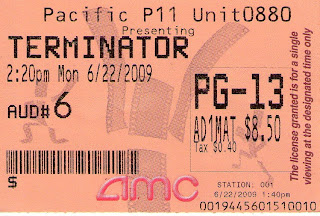 Pacific P11 Unit0880
Presenting
TERMINATOR
2:20pm Mon 6/22/2009
AUD#6
PG-13
AD1MAT $8.50
Tax $0.40
The license granted is for a single
viewing at the designated time only
$
amc
STATION: 001
6/22/2009 1:40pm
0019445601510010